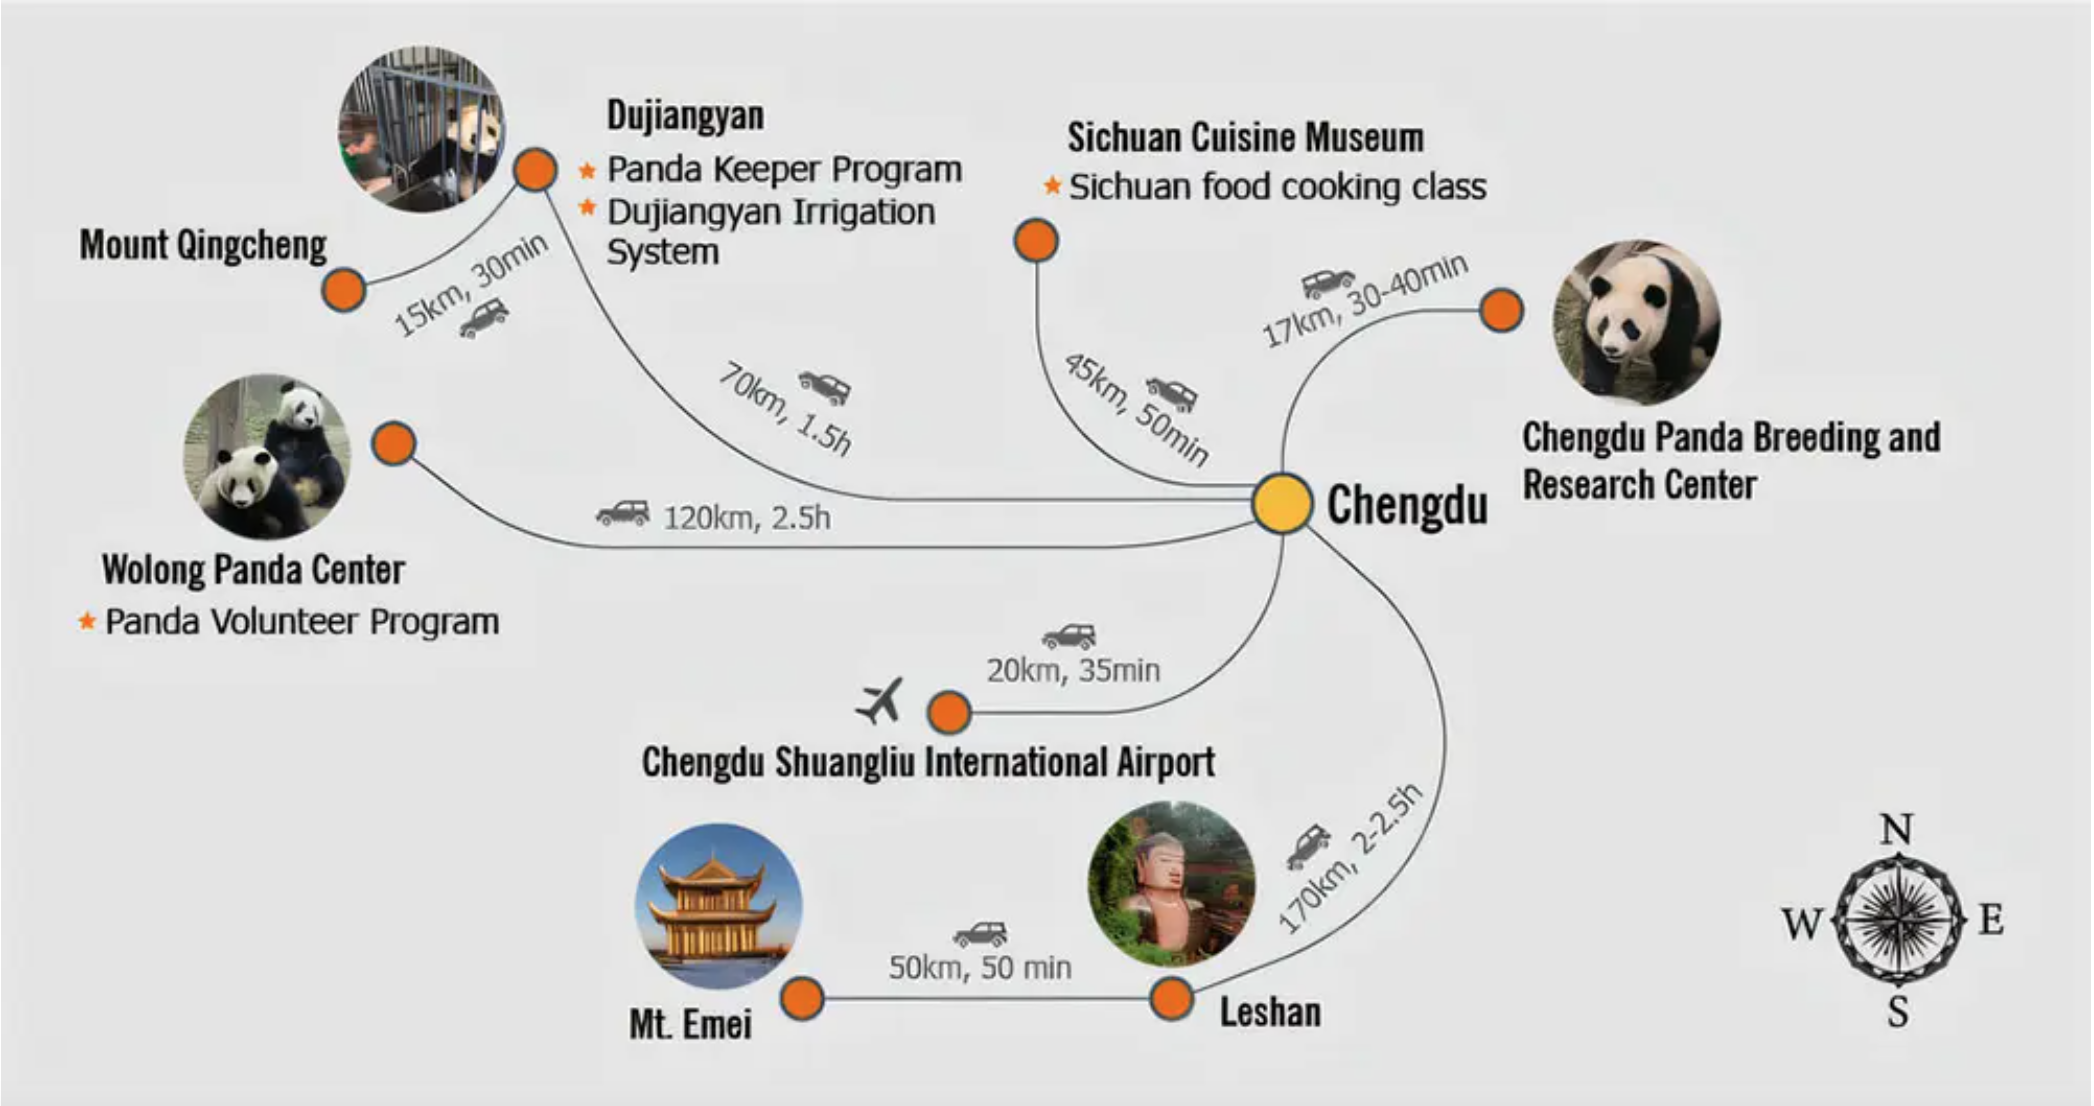 Dujiangyan
Panda Keeper Program
Dujiangyan Irrigation
System
Sichuan Cuisine Museum
Sichuan food cooking class
Mount Qingcheng
15km, 30min
17km, 30-40min
70km, 1.5h
45km, 50min
Chengdu Panda Breeding and
Research Center
Chengdu
120km, 2.5h
Wolong Panda Center
Panda Volunteer Program
20km, 35min
Chengdu Shuangliu International Airport
170km, 2-2.5h
50km, 50 min
Mt. Emei
Leshan
N
W
E
S